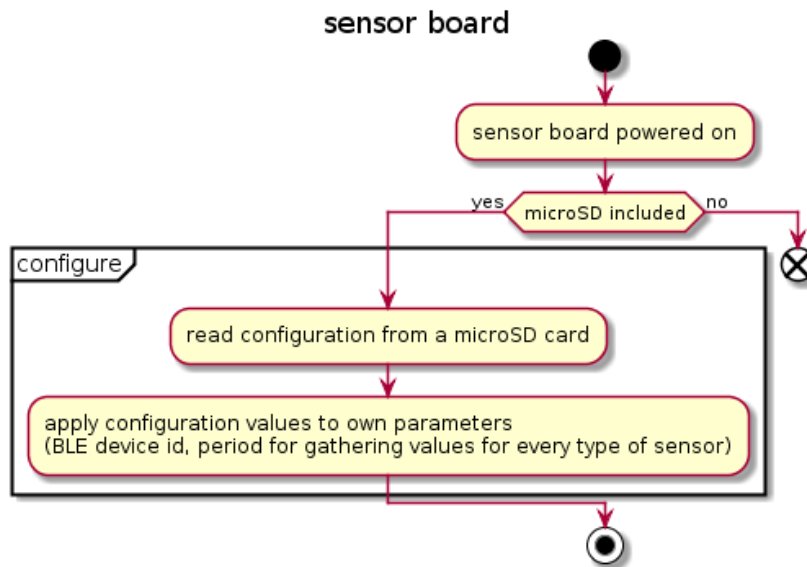 sensor board
sensor board powered on
yes
microSD included
no
configure
read configuration from a microSD card
apply configuration values to own parameters
(BLE device id, period for gathering values for every type of sensor)